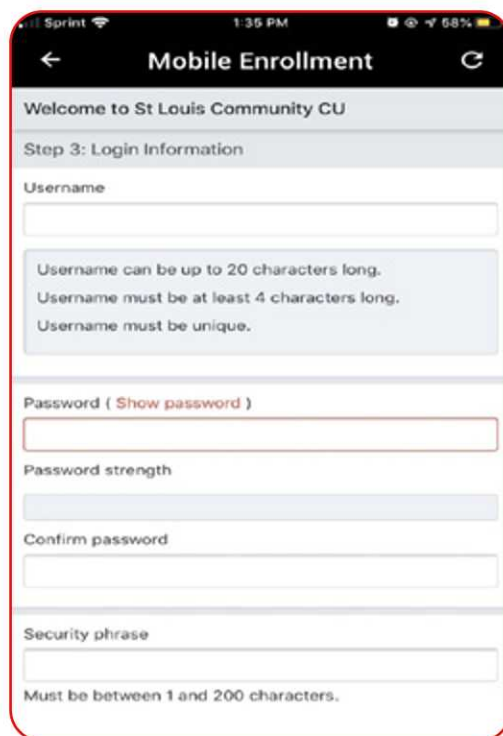 Sprint 1:35 PM 58%
Mobile Enrollment
Welcome to St Louis Community CU
Step 3: Login Information
Username
Username can be up to 20 characters long.
Username must be at least 4 characters long.
Username must be unique.
Password ( Show password )
Password strength
Confirm password
Security phrase
Must be between 1 and 200 characters.